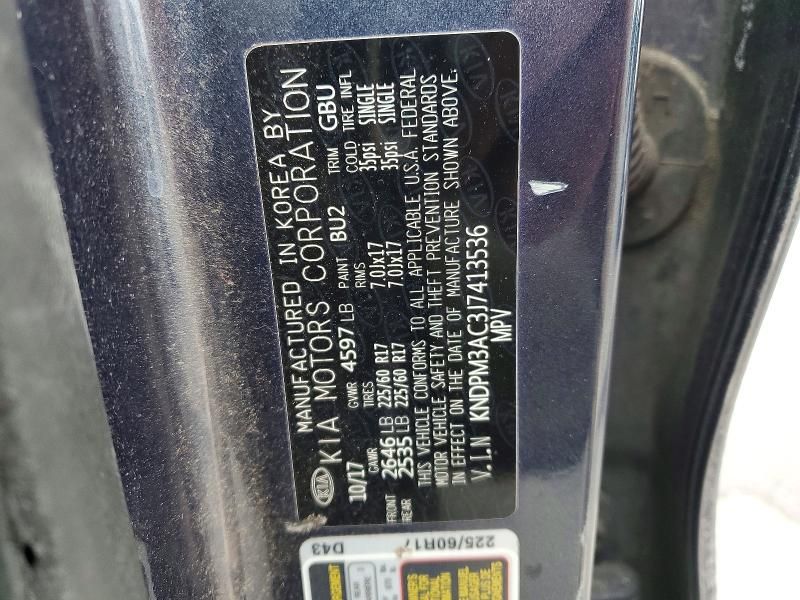 MANUFACTURED IN KOREA BY
KIA KIA MOTORS CORPORATION
10/17 GVWR 4597 LB PAINT BU2 TRIM GBU
GAWR TIRES RIMS COLD TIRE INFL
FRONT 2646 LB 225/60 R17 7.0Jx17 35psi SINGLE
REAR 2535 LB 225/60 R17 7.0Jx17 35psi SINGLE
THIS VEHICLE CONFORMS TO ALL APPLICABLE U.S.A. FEDERAL
MOTOR VEHICLE SAFETY AND THEFT PREVENTION STANDARDS
IN EFFECT ON THE DATE OF MANUFACTURE SHOWN ABOVE.
V.I.N KNDPM3AC3J7413536
MPV
D43
225/60R17